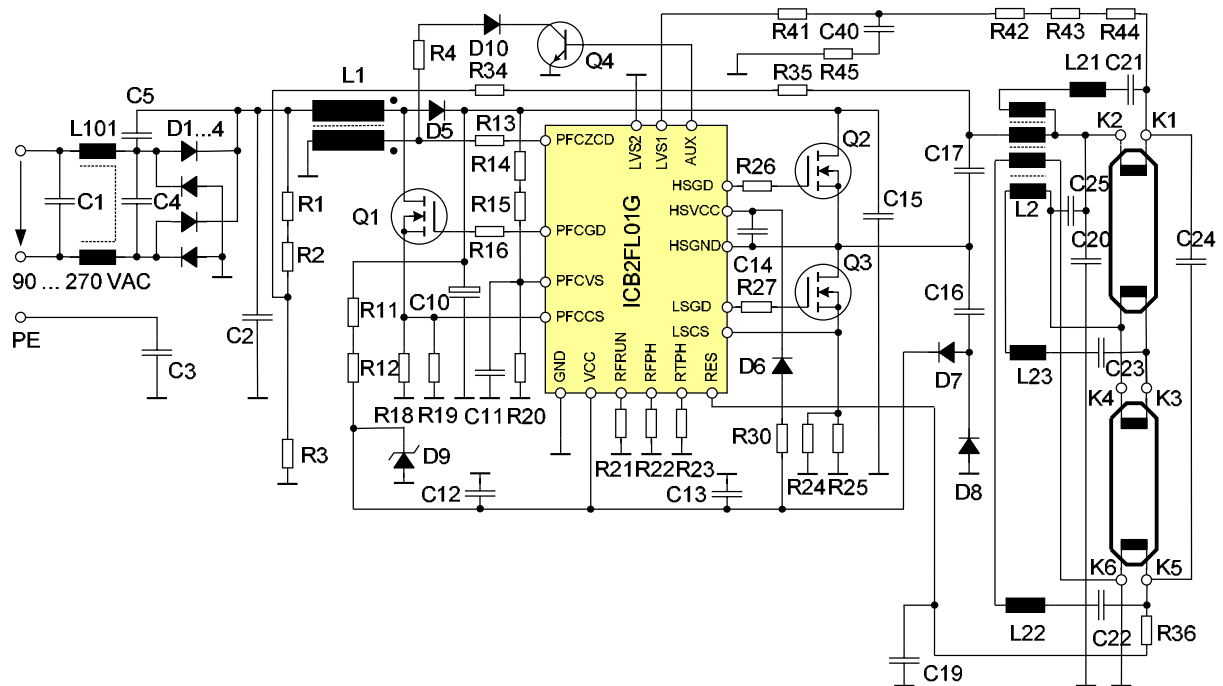 R41
C40
R42
R43
R44
R4
D10
Q4
R45
L21
C21
R34
R35
L1
C5
L101
D1...4
D5
R13
PFCZCD
LVS2
LVS1
AUX
Q2
K2
K1
R14
C17
R26
HSGD
C1
C4
R1
Q1
R15
HSVCC
C15
L2
C25
R2
R16
PFCGD
ICB2FL01G
HSGND
C14
Q3
C20
C24
90 ... 270 VAC
PFCVS
R27
R11
C10
LSGD
C16
PE
C2
PFCCS
LSCS
C3
R12
GND
VCC
RFRUN
RFPH
RTPH
RES
D6
D7
L23
C23
K4
K3
R18
R19
C11
R20
R3
D9
R21
R22
R23
R30
R24
R25
D8
C12
C13
K6
K5
L22
C22
R36
C19